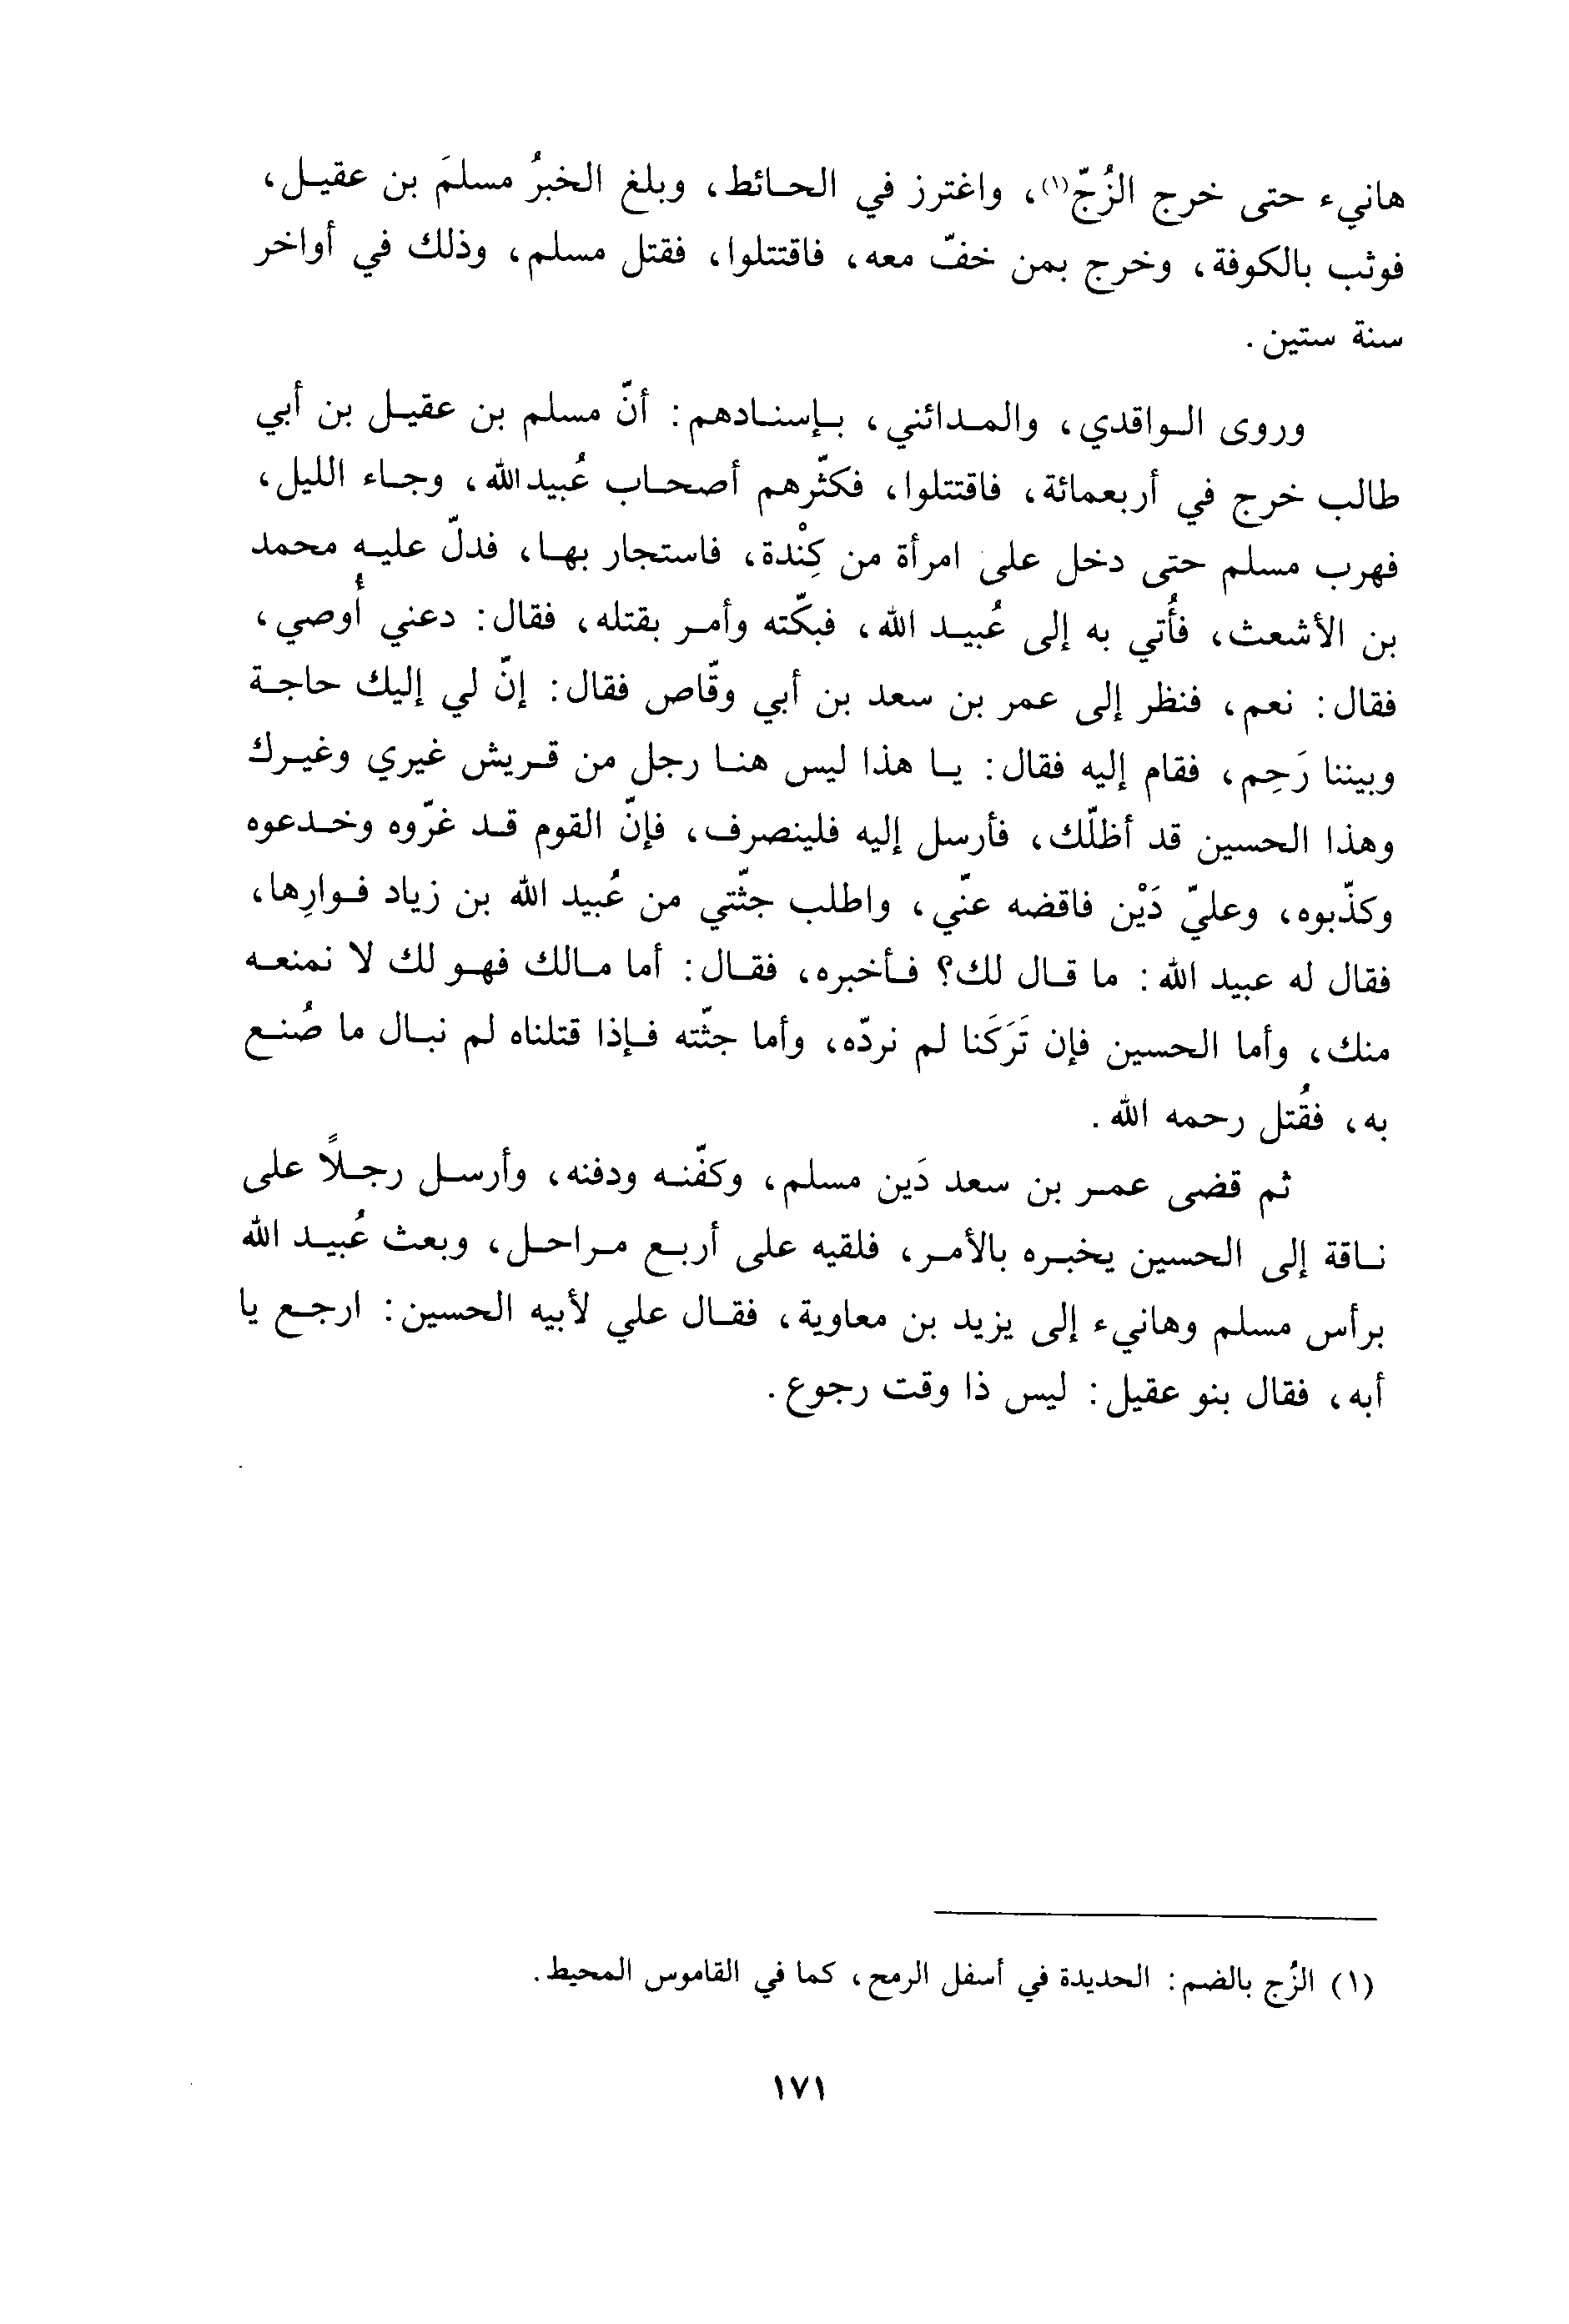 هانيء حتى خرج الزُجّ(١)، واغترز في الحائط، وبلغ الخبرُ مسلمَ بن عقيل،
فوثب بالكوفة، وخرج بمن خفّ معه، فاقتتلوا، فقتل مسلم، وذلك في أواخر
سنة ستين.
وروى الواقدي، والمدائني، بإسنادهم: أنّ مسلم بن عقيل بن أبي
طالب خرج في أربعمائة، فاقتتلوا، فكثّرهم أصحاب عُبيدالله، وجاء الليل،
فهرب مسلم حتى دخل على امرأة من كِنْدة، فاستجار بها، فدلّ عليه محمد
بن الأشعث، فأُتي به إلى عُبيد الله، فبكّته وأمر بقتله، فقال: دعني أُوصي،
فقال: نعم، فنظر إلى عمر بن سعد بن أبي وقّاص فقال: إنّ لي إليك حاجة
وبيننا رَحِم، فقام إليه فقال: يا هذا ليس هنا رجل من قريش غيري وغيرك
وهذا الحسين قد أظلّك، فأرسل إليه فلينصرف، فإنّ القوم قد غرّوه وخدعوه
وكذّبوه، وعليّ دَيْن فاقضه عنّي، واطلب جثّتي من عُبيد الله بن زياد فوارِها،
فقال له عبيد الله: ما قال لك؟ فأخبره، فقال: أما مالك فهو لك لا نمنعه
منك، وأما الحسين فإن تَرَكَنا لم نردّه، وأما جثّته فإذا قتلناه لم نبال ما صُنع
به، فقُتل رحمه الله.
ثم قضى عمر بن سعد دَين مسلم، وكفّنه ودفنه، وأرسل رجلاً على
ناقة إلى الحسين يخبره بالأمر، فلقيه على أربع مراحل، وبعث عُبيد الله
برأس مسلم وهانيء إلى يزيد بن معاوية، فقال علي لأبيه الحسين: ارجع يا
أبه، فقال بنو عقيل: ليس ذا وقت رجوع.
(١) الزُج بالضم: الحديدة في أسفل الرمح، كما في القاموس المحيط.
١٧١